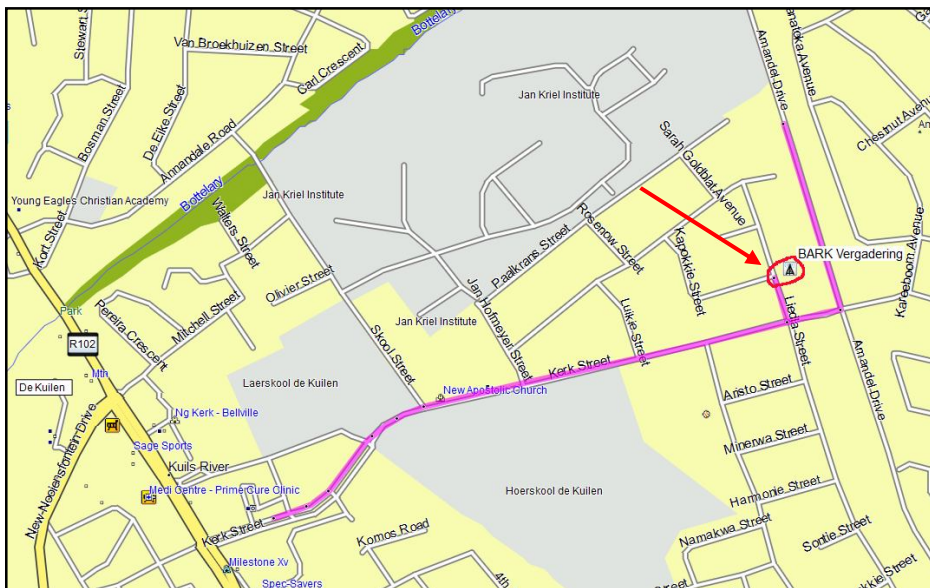 Stewart Street
Van Broekhuizen Street
Bottelary
Carl Crescent
Bosman Street
De Eike Street
Annandale Road
Jan Kriel Institute
Amandel Drive
Chestnut Avenue
Sarah Goldblat Avenue
Young Eagles Christian Academy
Bottelary
Jan Kriel Institute
Walters Street
Kort Street
Rosenow Street
Paalkrans Street
Kapokkie Street
BARK Vergadering
Kareeboom Avenue
Olivier Street
Park
Pereira Crescent
Mitchell Street
Jan Hofmeyer Street
Luikie Street
Liedia Street
R102
Jan Kriel Institute
Skool Street
Kerk Street
Amandel Drive
Mtn
De Kuilen
Laerskool de Kuilen
New Apostolic Church
Aristo Street
Ng Kerk - Bellville
New-Nooiensfontein Drive
Sage Sports
Minerwa Street
Kuils River
Medi Centre - Prime Cure Clinic
Hoerskool de Kuilen
Harmonie Street
Kerk Street
Komos Road
Namakwa Street
Sontie Street
Milestone Xv
4th
Spec-Savers